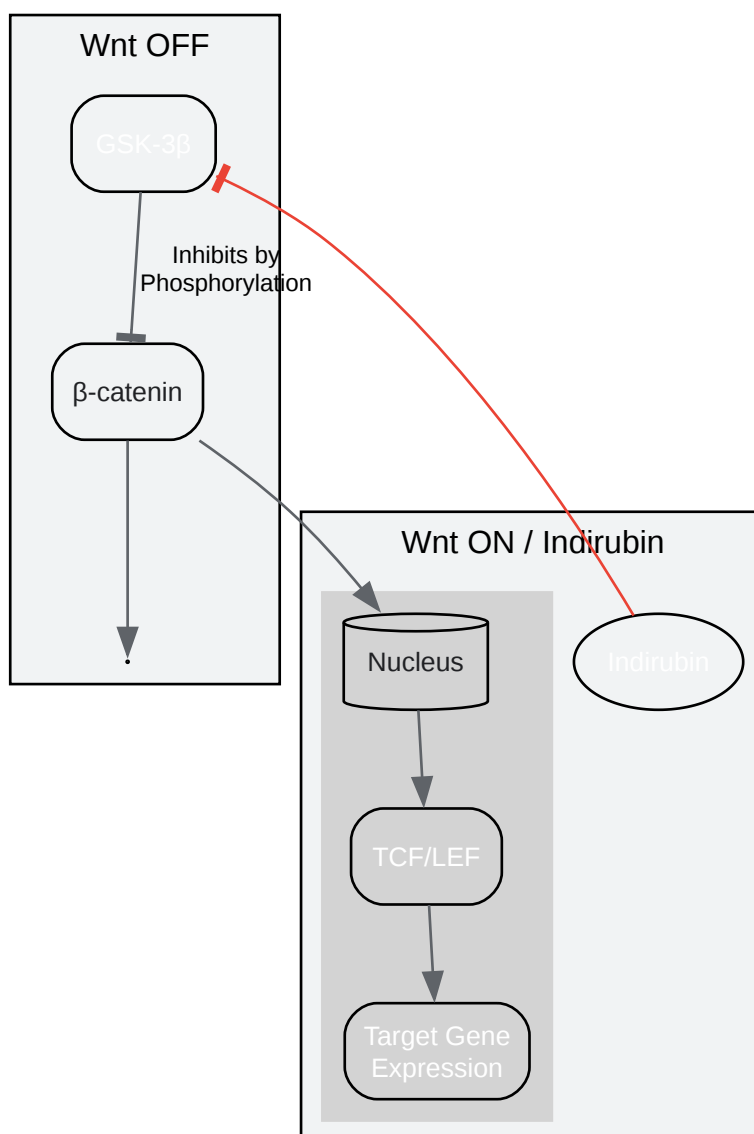 Wnt OFF
GSK-3β
Inhibits by
Phosphorylation
β-catenin
Wnt ON / Indirubin
Nucleus
Indirubin
TCF/LEF
Target Gene
Expression